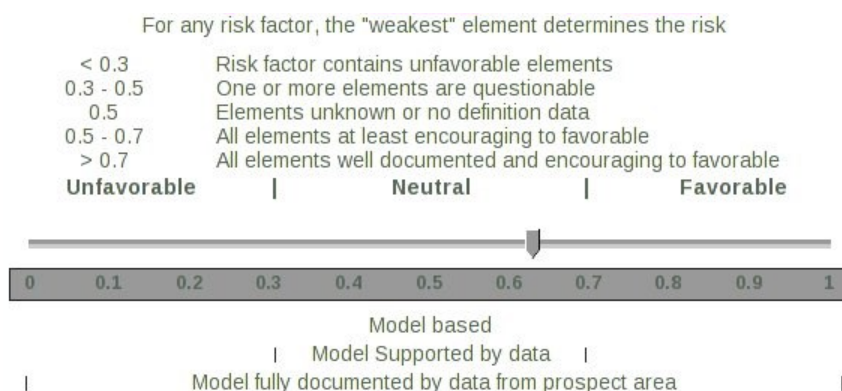 For any risk factor, the "weakest" element determines the risk
< 0.3 Risk factor contains unfavorable elements
0.3 - 0.5 One or more elements are questionable
0.5 Elements unknown or no definition data
0.5 - 0.7 All elements at least encouraging to favorable
> 0.7 All elements well documented and encouraging to favorable
Unfavorable | Neutral | Favorable
0 0.1 0.2 0.3 0.4 0.5 0.6 0.7 0.8 0.9 1
Model based
| Model Supported by data |
| Model fully documented by data from prospect area |